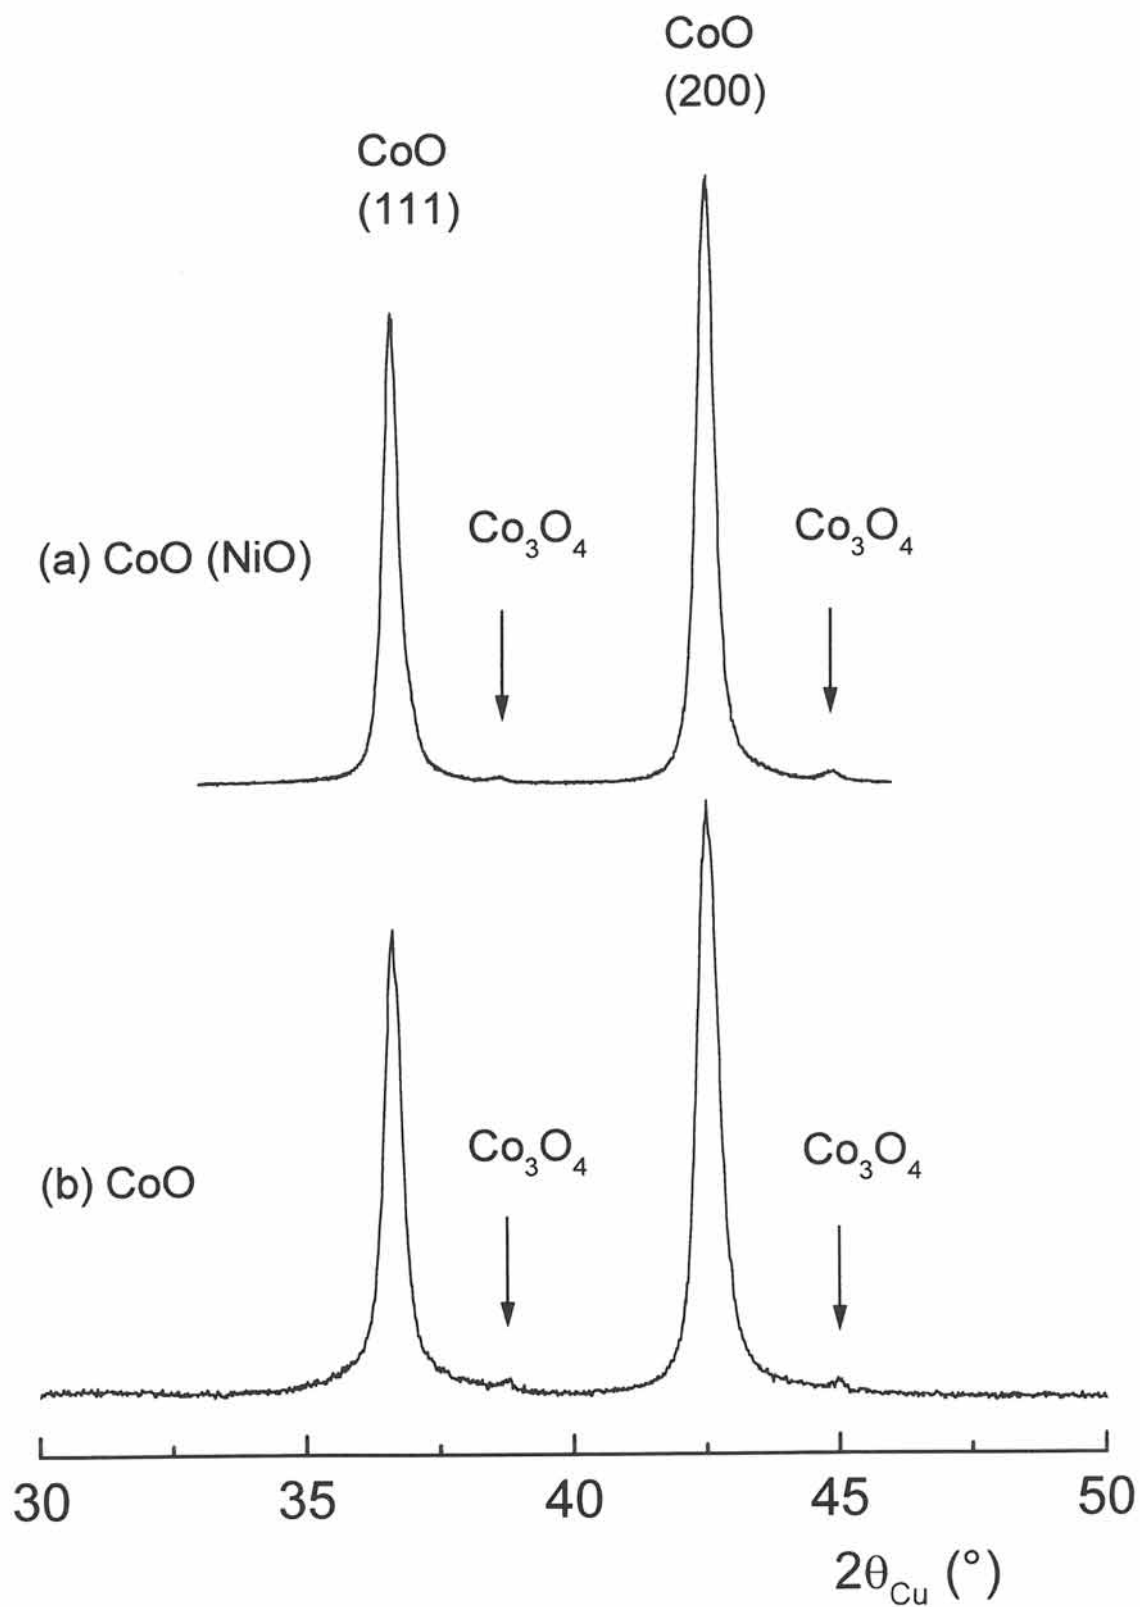 CoO
(200)
CoO
(111)
(a) CoO (NiO)
Co₃O₄
Co₃O₄
(b) CoO
Co₃O₄
Co₃O₄
30
35
40
45
50
2θCu (°)